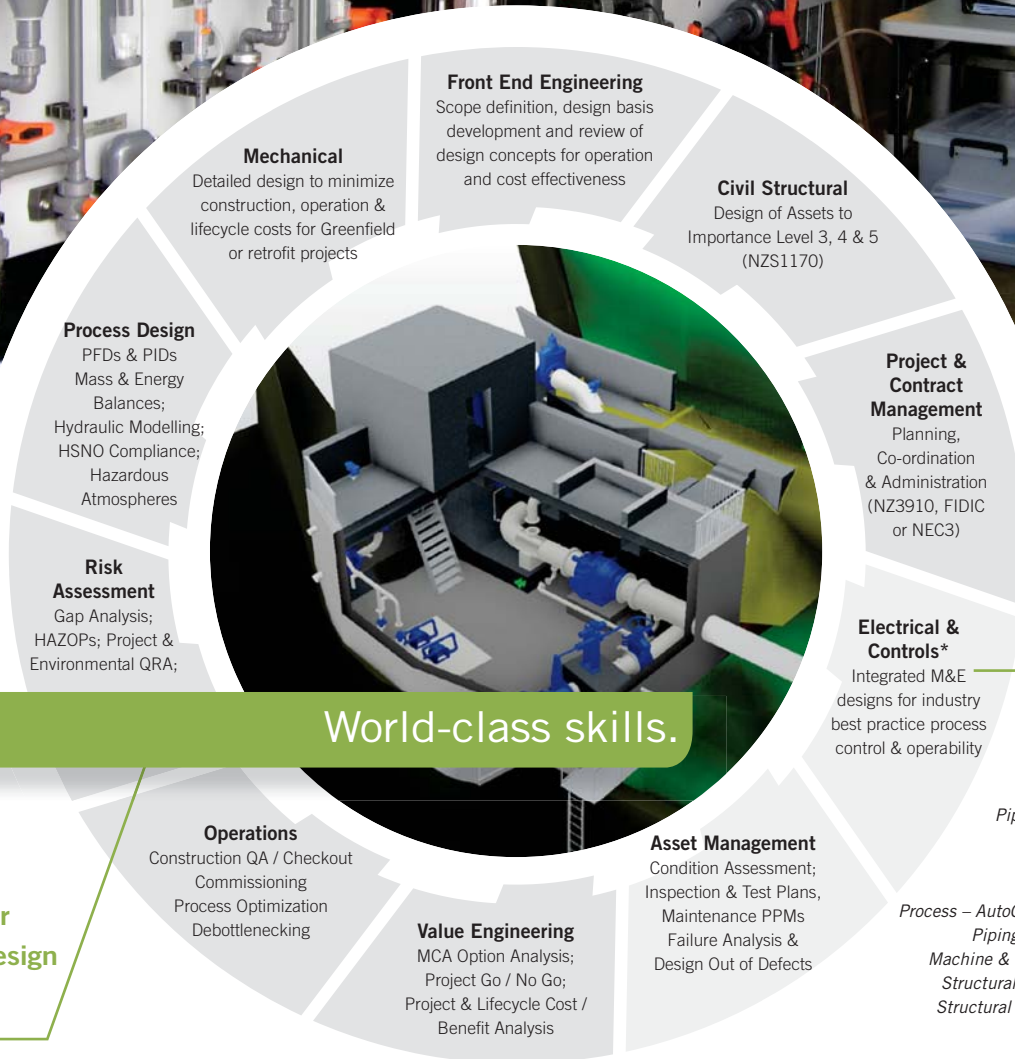 Front End Engineering
Scope definition, design basis
development and review of
design concepts for operation
and cost effectiveness
Civil Structural
Design of Assets to
Importance Level 3, 4 & 5
(NZS1170)
Project &
Contract
Management
Planning,
Co-ordination
& Administration
(NZ3910, FIDIC
or NEC3)
Electrical &
Controls*
Integrated M&E
designs for industry
best practice process
control & operability
Asset Management
Condition Assessment;
Inspection & Test Plans,
Maintenance PPMs
Failure Analysis &
Design Out of Defects
Value Engineering
MCA Option Analysis;
Project Go / No Go;
Project & Lifecycle Cost /
Benefit Analysis
Operations
Construction QA / Checkout
Commissioning
Process Optimization
Debottlenecking
Risk
Assessment
Gap Analysis;
HAZOPs; Project &
Environmental QRA;
Process Design
PFDs & PIDs
Mass & Energy
Balances;
Hydraulic Modelling;
HSNO Compliance;
Hazardous
Atmospheres
Mechanical
Detailed design to minimize
construction, operation &
lifecycle costs for Greenfield
or retrofit projects
World-class skills.
Process –
Piping
Machine &
Structural
Structural